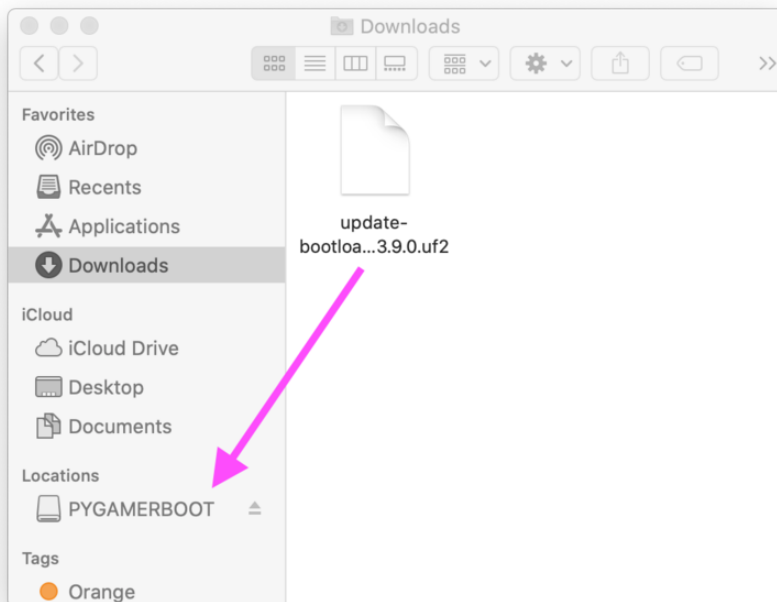 Downloads
Favorites
AirDrop
Recents
Applications
Downloads
iCloud
iCloud Drive
Desktop
Documents
Locations
PYGAMERBOOT
Tags
Orange
update-
bootloa...3.9.0.uf2